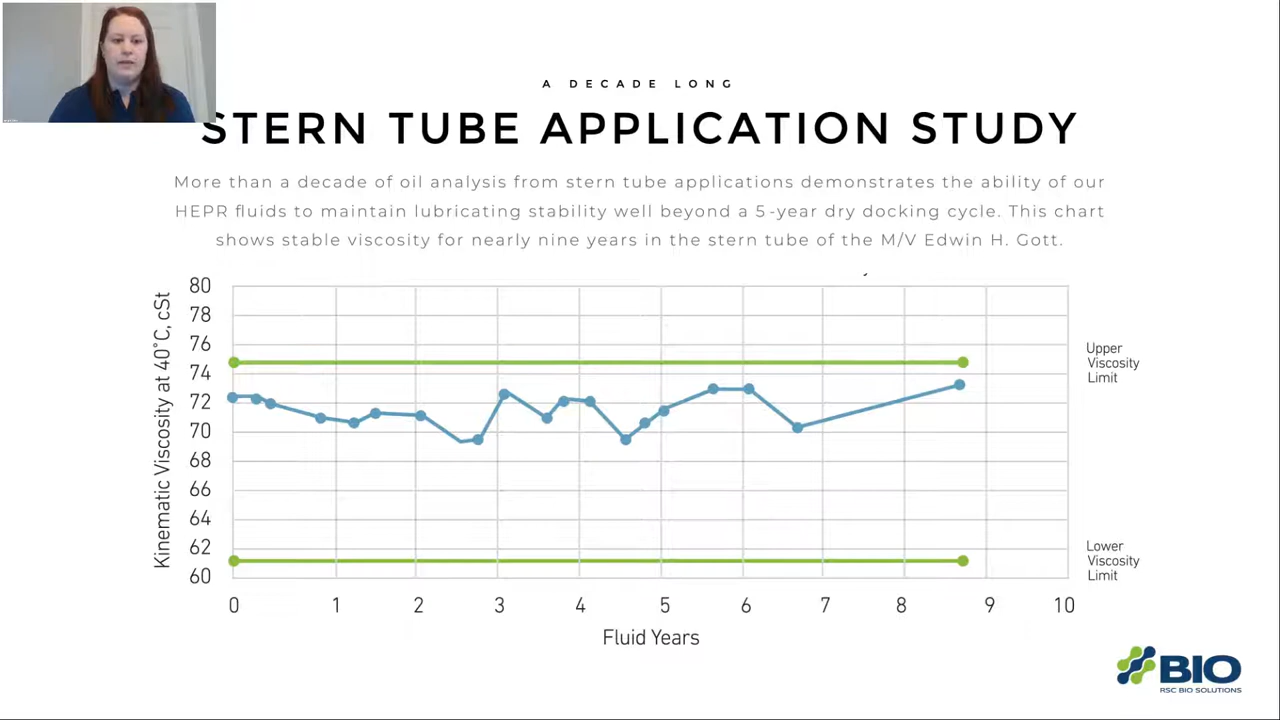 A DECADE LONG
STERN TUBE APPLICATION STUDY
More than a decade of oil analysis from stern tube applications demonstrates the ability of our
HEPR fluids to maintain lubricating stability well beyond a 5-year dry docking cycle. This chart
shows stable viscosity for nearly nine years in the stern tube of the M/V Edwin H. Gott.
Kinematic Viscosity at 40°C, cSt
80
78
76
74
72
70
68
66
64
62
60
Upper
Viscosity
Limit
Lower
Viscosity
Limit
0 1 2 3 4 5 6 7 8 9 10
Fluid Years
BIO
RSC BIO SOLUTIONS